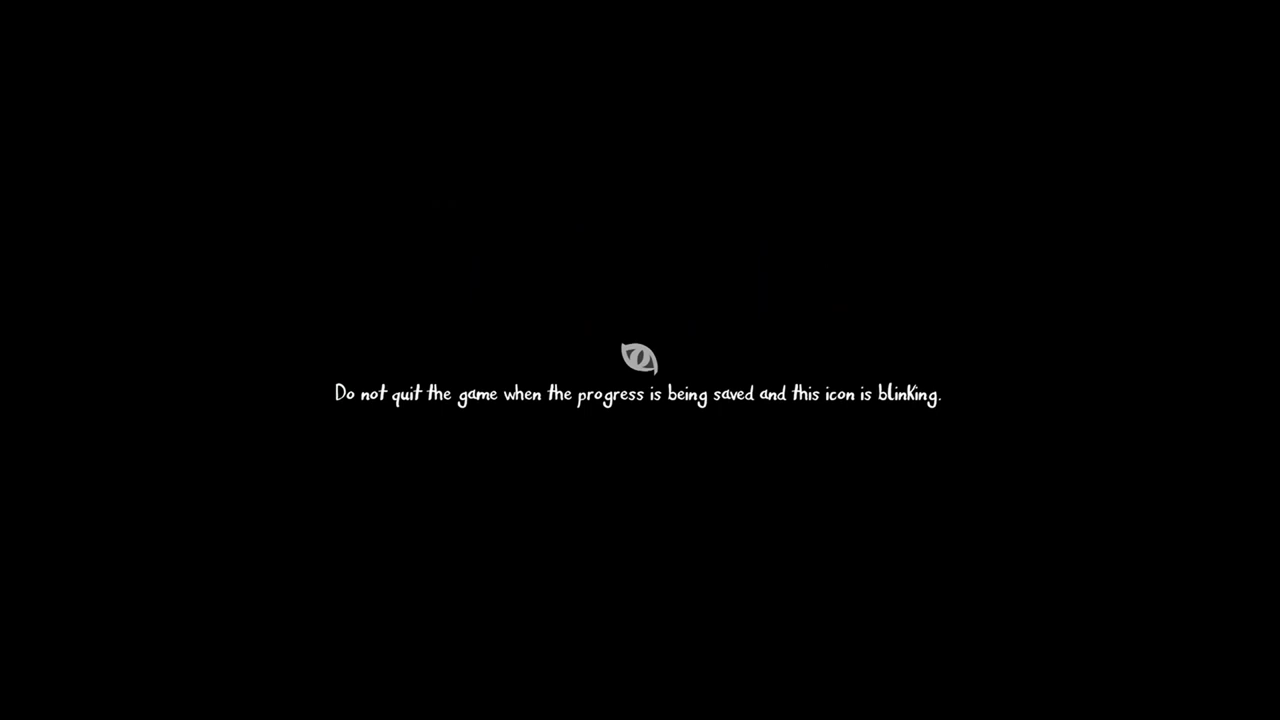 Do not quit the game when the progress is being saved and this icon is blinking.